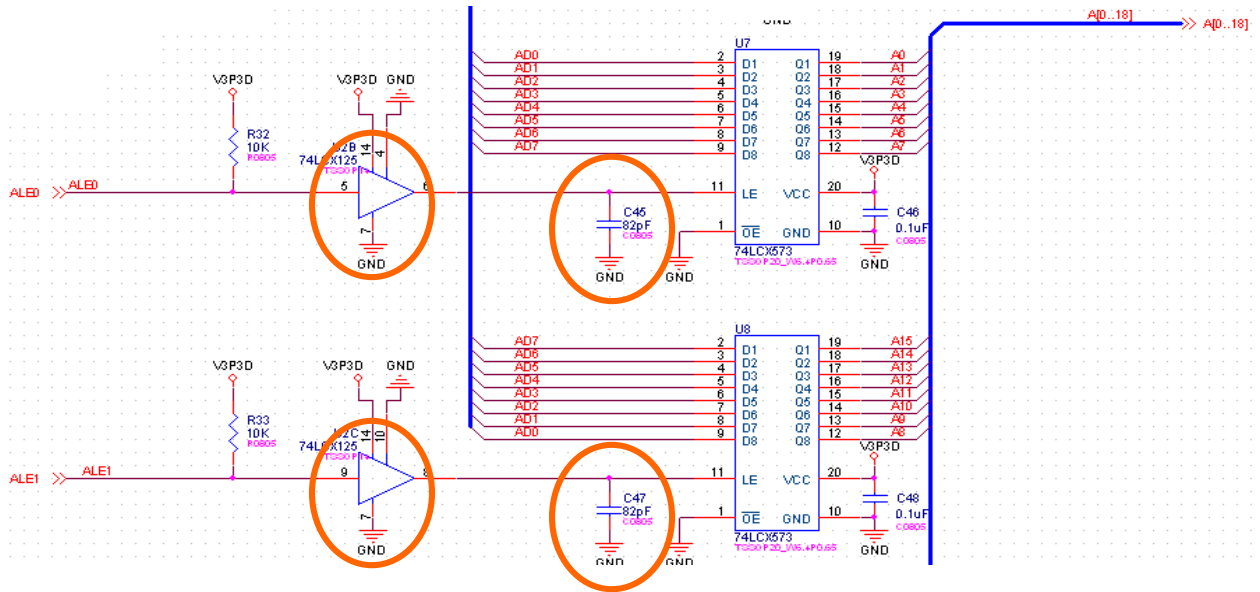 A[0..18]
A[0..18]
U7
AD0 2 D1 Q1 19 A0
AD1 3 D2 Q2 18 A1
AD2 4 D3 Q3 17 A2
AD3 5 D4 Q4 16 A3
AD4 6 D5 Q5 15 A4
AD5 7 D6 Q6 14 A5
AD6 8 D7 Q7 13 A6
AD7 9 D8 Q8 12 A7
V3P3D V3P3D GND
R32
10K
R0805
14 4
74LCX125
ALE0 ALE0 5 6
7
GND
C45
82pF
C0805
GND
11 LE VCC 20
V3P3D
1 OE GND 10
GND
74LCX573
TSSOP20_W6.4P0.65
C46
0.1uF
C0805
GND
U8
AD7 2 D1 Q1 19 A15
AD6 3 D2 Q2 18 A14
AD5 4 D3 Q3 17 A13
AD4 5 D4 Q4 16 A12
AD3 6 D5 Q5 15 A11
AD2 7 D6 Q6 14 A10
AD1 8 D7 Q7 13 A9
AD0 9 D8 Q8 12 A8
V3P3D V3P3D GND
R33
10K
R0805
14 10
ALE1 ALE1 9 8
7
GND
C47
82pF
C0805
GND
11 LE VCC 20
V3P3D
1 OE GND 10
GND
74LCX573
TSSOP20_W6.4P0.65
C48
0.1uF
C0805
GND